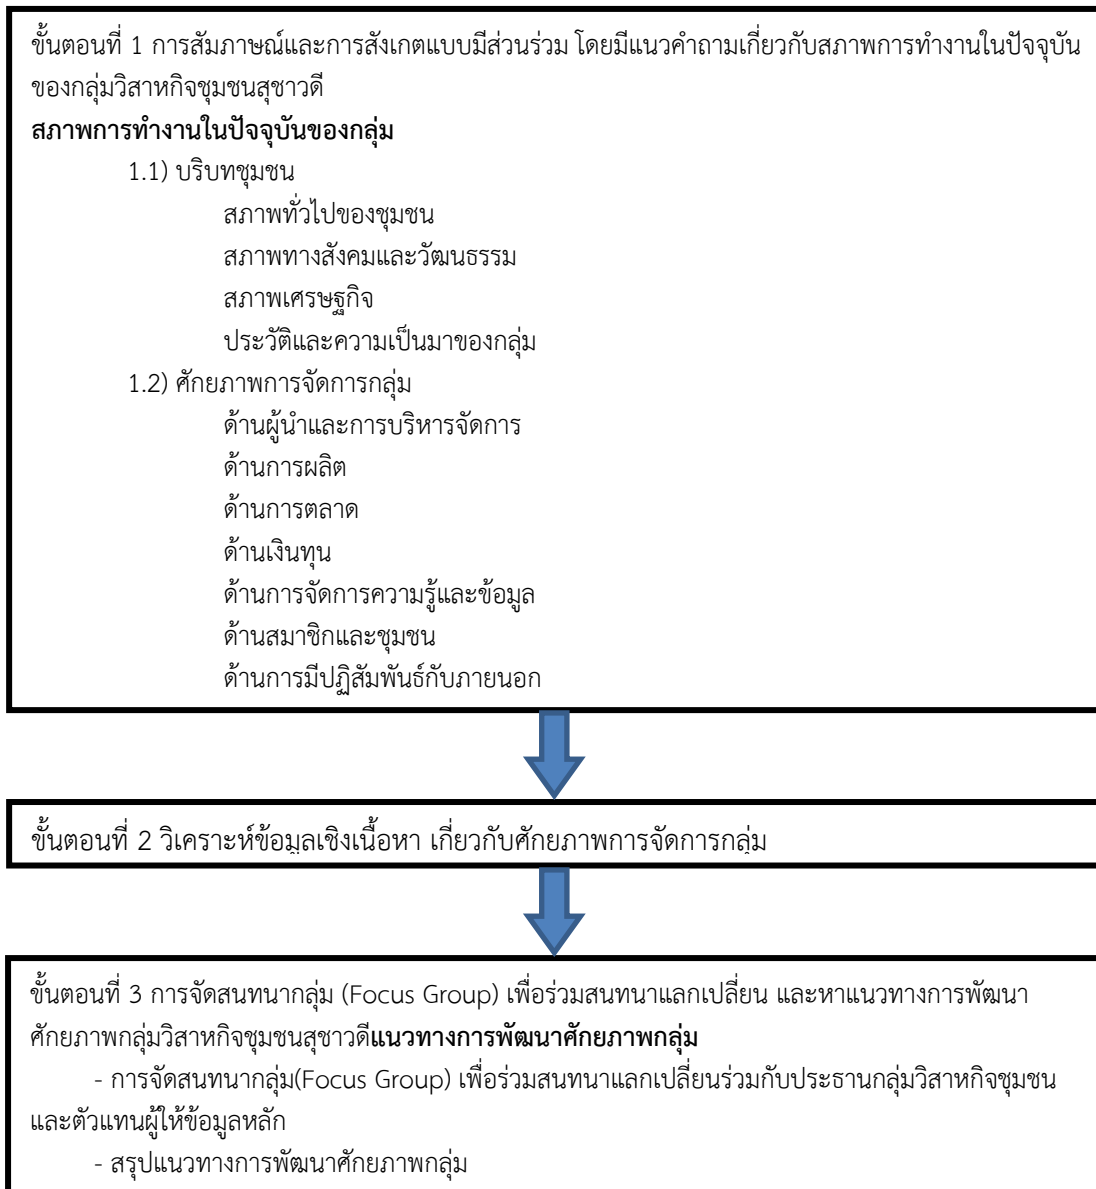 ขั้นตอนที่ 1 การสัมภาษณ์และการสังเกตแบบมีส่วนร่วม โดยมีแนวคำถามเกี่ยวกับสภาพการทำงานในปัจจุบัน
ของกลุ่มวิสาหกิจชุมชนสุชาวดี
สภาพการทำงานในปัจจุบันของกลุ่ม
1.1) บริบทชุมชน
สภาพทั่วไปของชุมชน
สภาพทางสังคมและวัฒนธรรม
สภาพเศรษฐกิจ
ประวัติและความเป็นมาของกลุ่ม
1.2) ศักยภาพการจัดการกลุ่ม
ด้านผู้นำและการบริหารจัดการ
ด้านการผลิต
ด้านการตลาด
ด้านเงินทุน
ด้านการจัดการความรู้และข้อมูล
ด้านสมาชิกและชุมชน
ด้านการมีปฏิสัมพันธ์กับภายนอก
ขั้นตอนที่ 2 วิเคราะห์ข้อมูลเชิงเนื้อหา เกี่ยวกับศักยภาพการจัดการกลุ่ม
ขั้นตอนที่ 3 การจัดสนทนากลุ่ม (Focus Group) เพื่อร่วมสนทนาแลกเปลี่ยน และหาแนวทางการพัฒนา
ศักยภาพกลุ่มวิสาหกิจชุมชนสุชาวดีแนวทางการพัฒนาศักยภาพกลุ่ม
- การจัดสนทนากลุ่ม(Focus Group) เพื่อร่วมสนทนาแลกเปลี่ยนร่วมกับประธานกลุ่มวิสาหกิจชุมชน
และตัวแทนผู้ให้ข้อมูลหลัก
- สรุปแนวทางการพัฒนาศักยภาพกลุ่ม